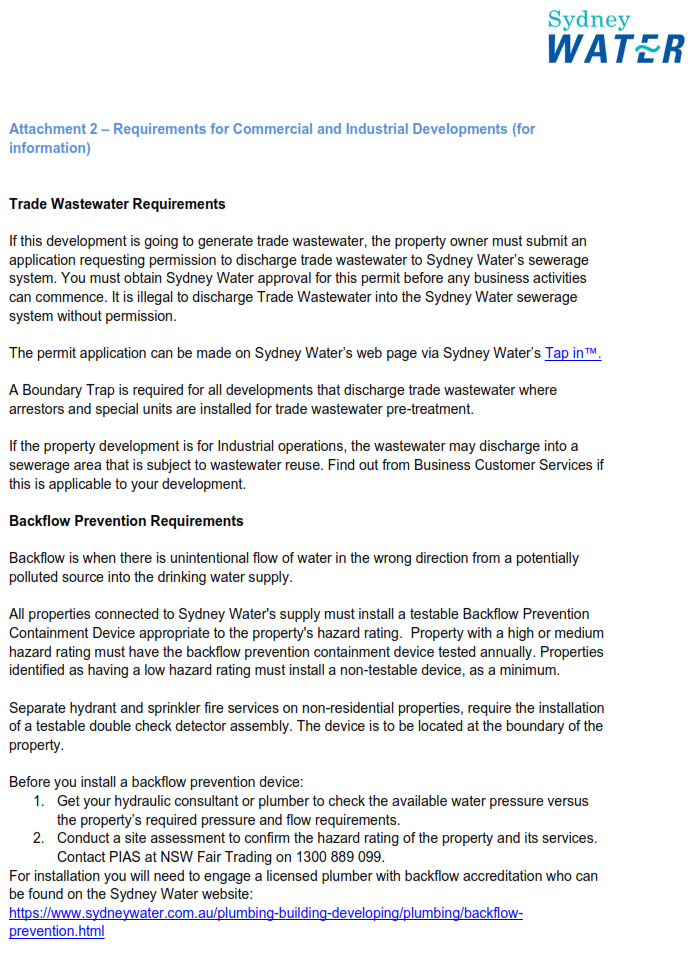 Sydney
WATER
Attachment 2 – Requirements for Commercial and Industrial Developments (for
information)
Trade Wastewater Requirements
If this development is going to generate trade wastewater, the property owner must submit an
application requesting permission to discharge trade wastewater to Sydney Water's sewerage
system. You must obtain Sydney Water approval for this permit before any business activities
can commence. It is illegal to discharge Trade Wastewater into the Sydney Water sewerage
system without permission.
The permit application can be made on Sydney Water's web page via Sydney Water's Tap in™.
A Boundary Trap is required for all developments that discharge trade wastewater where
arrestors and special units are installed for trade wastewater pre-treatment.
If the property development is for Industrial operations, the wastewater may discharge into a
sewerage area that is subject to wastewater reuse. Find out from Business Customer Services if
this is applicable to your development.
Backflow Prevention Requirements
Backflow is when there is unintentional flow of water in the wrong direction from a potentially
polluted source into the drinking water supply.
All properties connected to Sydney Water's supply must install a testable Backflow Prevention
Containment Device appropriate to the property's hazard rating. Property with a high or medium
hazard rating must have the backflow prevention containment device tested annually. Properties
identified as having a low hazard rating must install a non-testable device, as a minimum.
Separate hydrant and sprinkler fire services on non-residential properties, require the installation
of a testable double check detector assembly. The device is to be located at the boundary of the
property.
Before you install a backflow prevention device:
1. Get your hydraulic consultant or plumber to check the available water pressure versus
the property's required pressure and flow requirements.
2. Conduct a site assessment to confirm the hazard rating of the property and its services.
Contact PIAS at NSW Fair Trading on 1300 889 099.
For installation you will need to engage a licensed plumber with backflow accreditation who can
be found on the Sydney Water website:
https://www.sydneywater.com.au/plumbing-building-developing/plumbing/backflow-
prevention.html